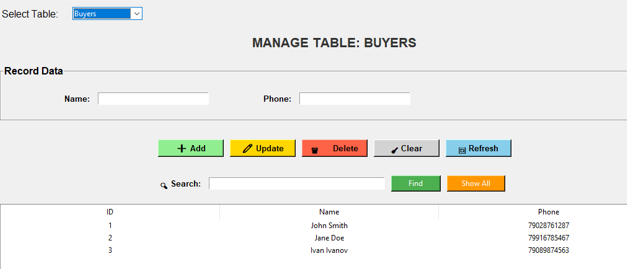 Select Table: Buyers
MANAGE TABLE: BUYERS
Record Data
Name: Phone:
Add Update Delete Clear Refresh
Search: Find Show All
ID Name Phone
1 John Smith 79028761287
2 Jane Doe 79916785467
3 Ivan Ivanov 79089874563